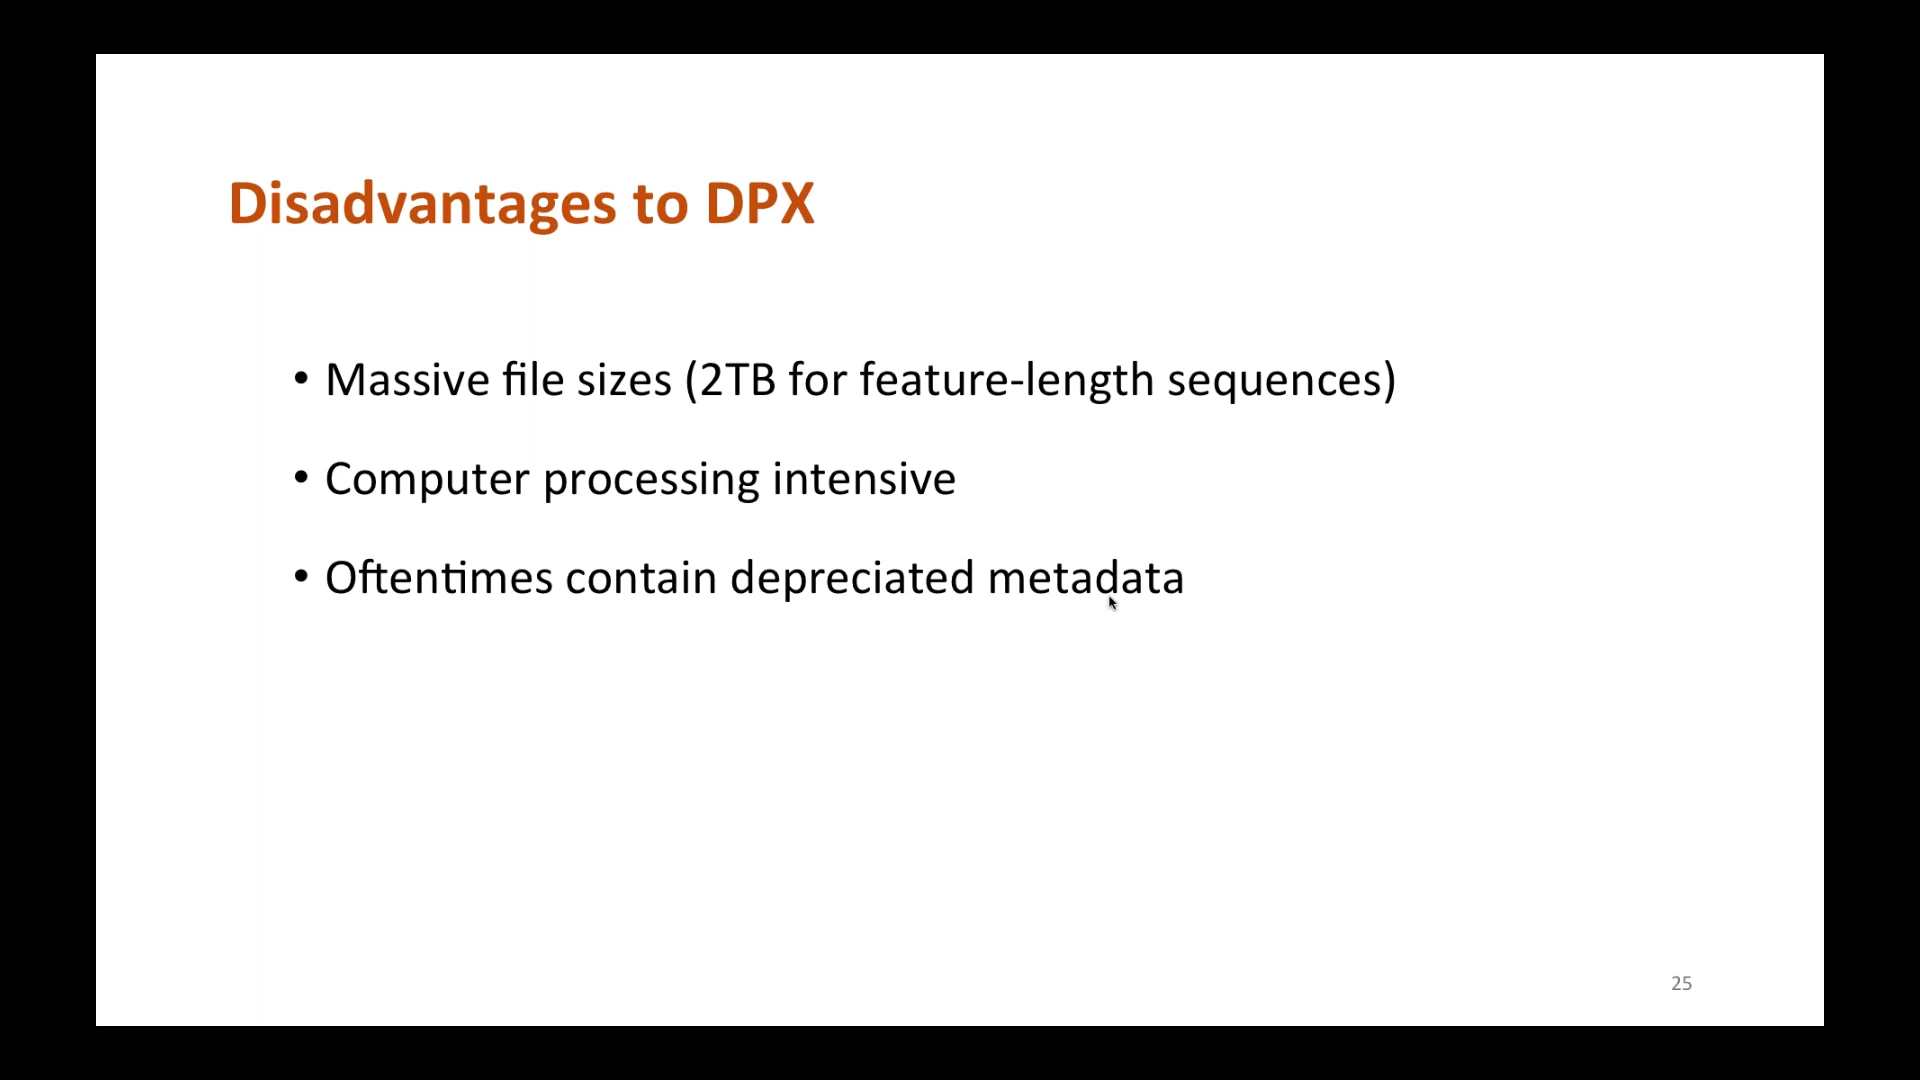 Disadvantages to DPX
• Massive file sizes (2TB for feature-length sequences)
• Computer processing intensive
• Oftentimes contain depreciated metadata
25